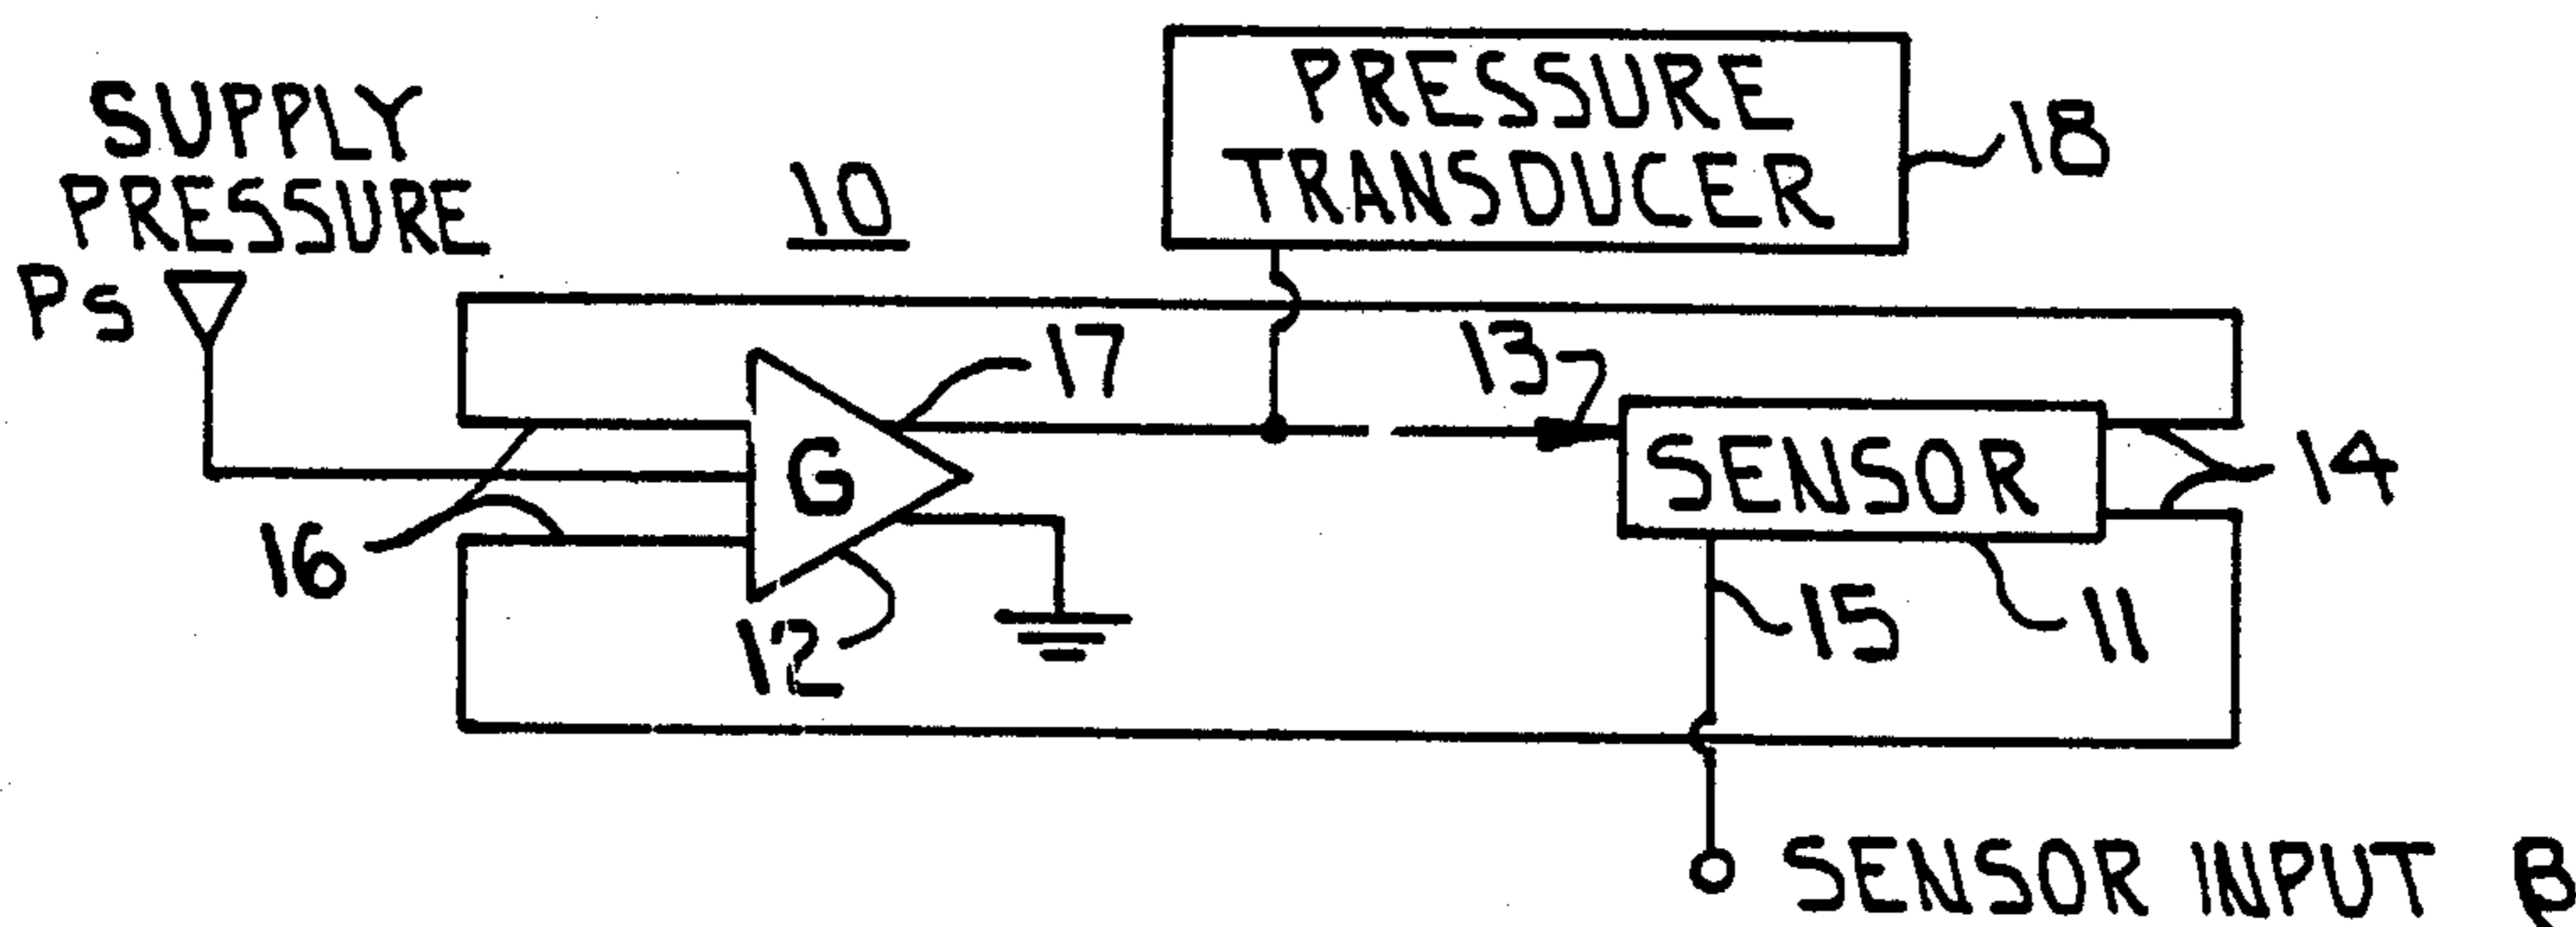 SUPPLY
PRESSURE
Ps
10
PRESSURE
TRANSDUCER
18
17
13
G
SENSOR
14
16
12
15
11
SENSOR INPUT β